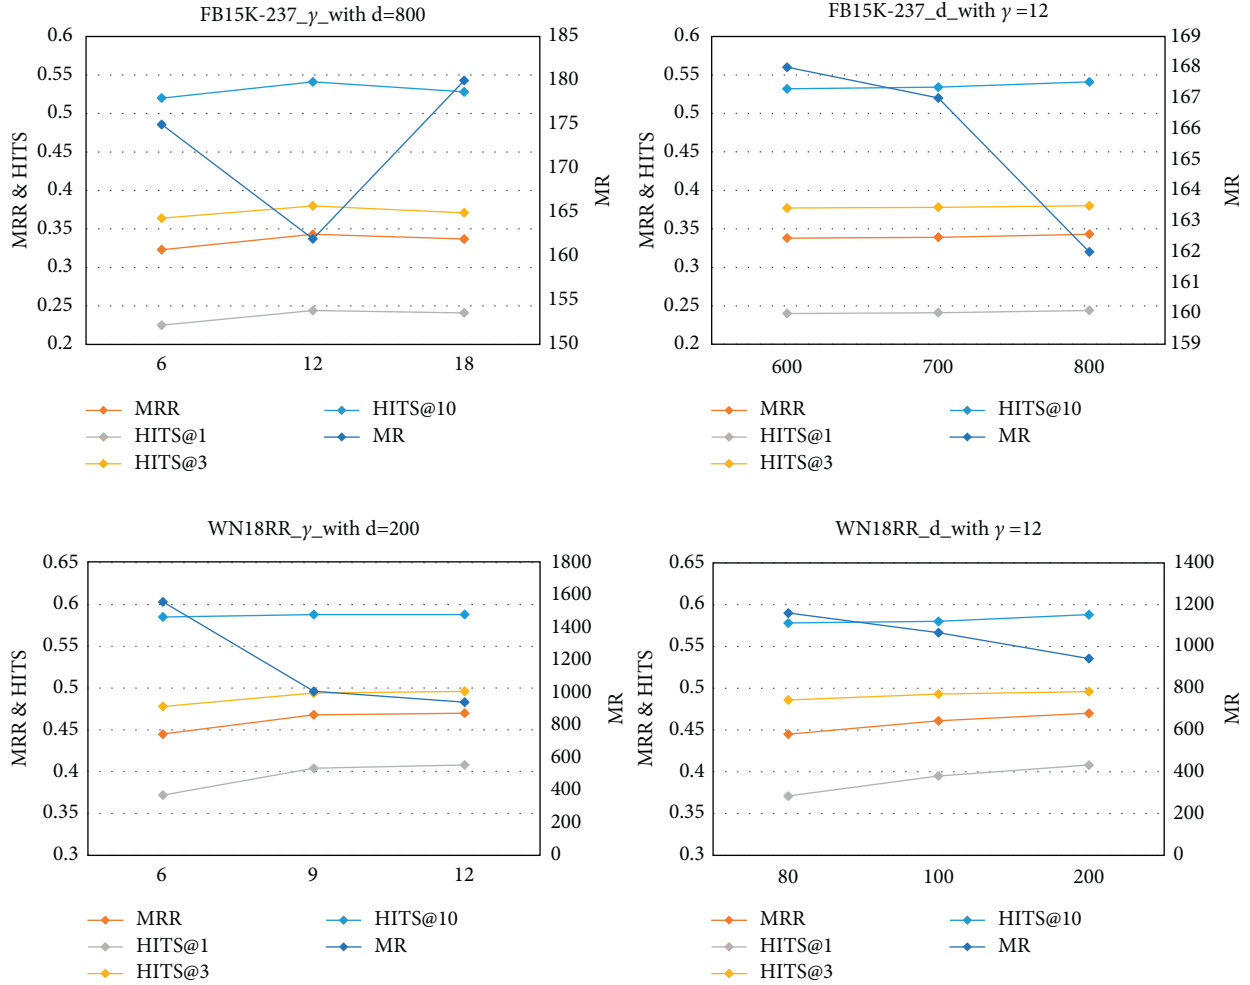 FB15K-237_γ_with d=800
MRR & HITS
0.6
0.55
0.5
0.45
0.4
0.35
0.3
0.25
0.2
185
180
175
170
165
160
155
150
MR
6 12 18
MRR
HITS@1
HITS@3
HITS@10
MR
FB15K-237_d_with γ =12
MRR & HITS
0.6
0.55
0.5
0.45
0.4
0.35
0.3
0.25
0.2
169
168
167
166
165
164
163
162
161
160
159
MR
600 700 800
MRR
HITS@1
HITS@3
HITS@10
MR
WN18RR_γ_with d=200
MRR & HITS
0.65
0.6
0.55
0.5
0.45
0.4
0.35
0.3
1800
1600
1400
1200
1000
800
600
400
200
0
MR
6 9 12
MRR
HITS@1
HITS@3
HITS@10
MR
WN18RR_d_with γ =12
MRR & HITS
0.65
0.6
0.55
0.5
0.45
0.4
0.35
0.3
1400
1200
1000
800
600
400
200
0
MR
80 100 200
MRR
HITS@1
HITS@3
HITS@10
MR